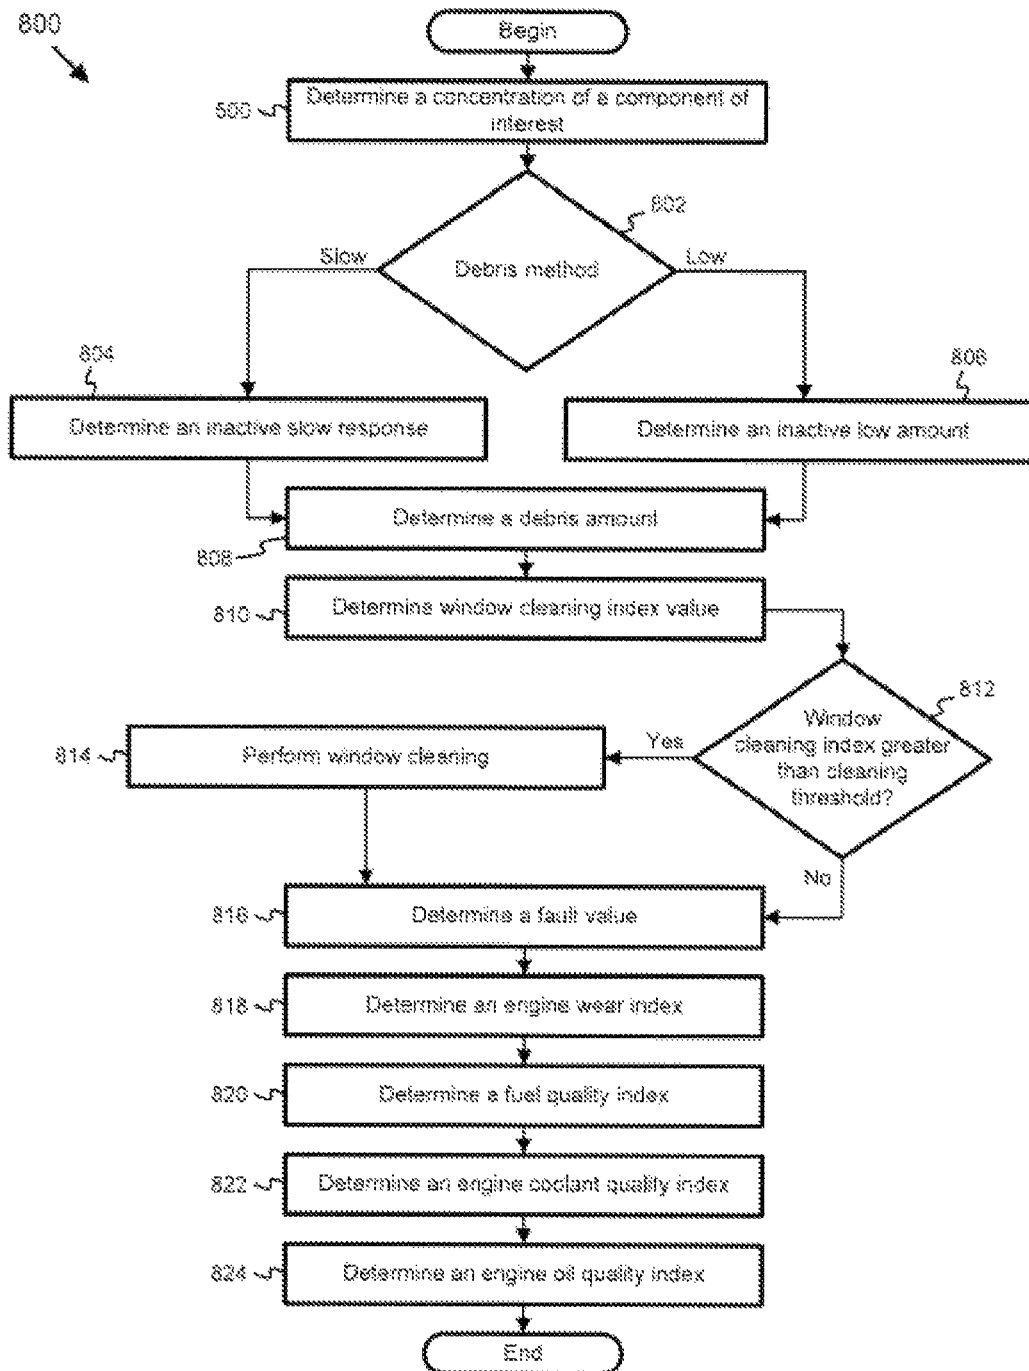 800
Begin
500
Determine a concentration of a component of
interest
802
Slow
Low
Debris method
804
806
Determine an inactive slow response
Determine an inactive low amount
Determine a debris amount
808
810
Determine window cleaning index value
812
Window
cleaning index greater
than cleaning
threshold?
Yes
814
Perform window cleaning
No
816
Determine a fault value
818
Determine an engine wear index
820
Determine a fuel quality index
822
Determine an engine coolant quality index
824
Determine an engine oil quality index
End